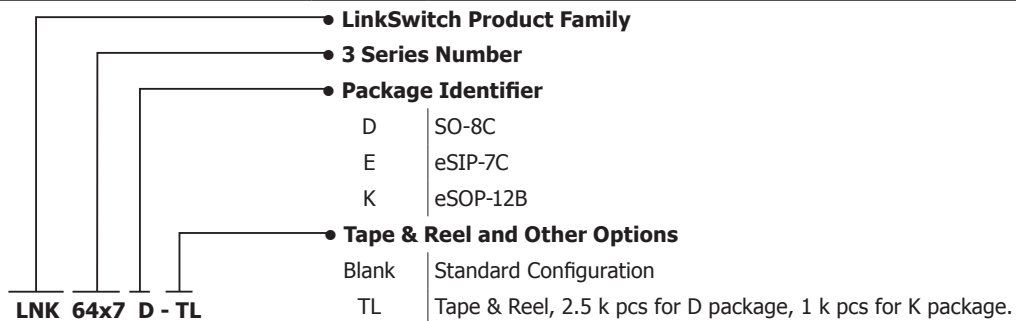 • LinkSwitch Product Family
• 3 Series Number
• Package Identifier
D SO-8C
E eSIP-7C
K eSOP-12B
• Tape & Reel and Other Options
Blank Standard Configuration
TL Tape & Reel, 2.5 k pcs for D package, 1 k pcs for K package.
LNK 64x7 D - TL